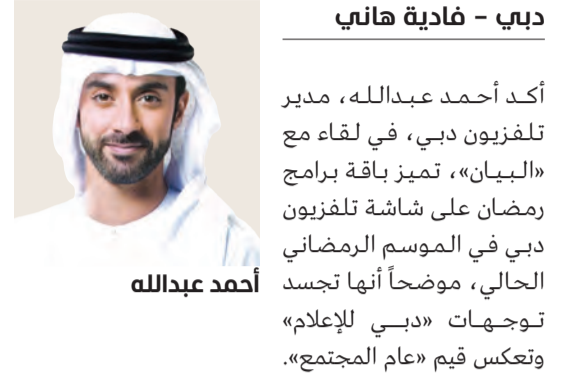 دبي - فادية هاني
أكد أحمد عبدالله، مدير
تلفزيون دبي، في لقاء مع
«البيان»، تميز باقة برامج
رمضان على شاشة تلفزيون
دبي في الموسم الرمضاني
الحالي، موضحاً أنها تجسد
توجهات «دبي للإعلام»
وتعكس قيم «عام المجتمع».
أحمد عبدالله